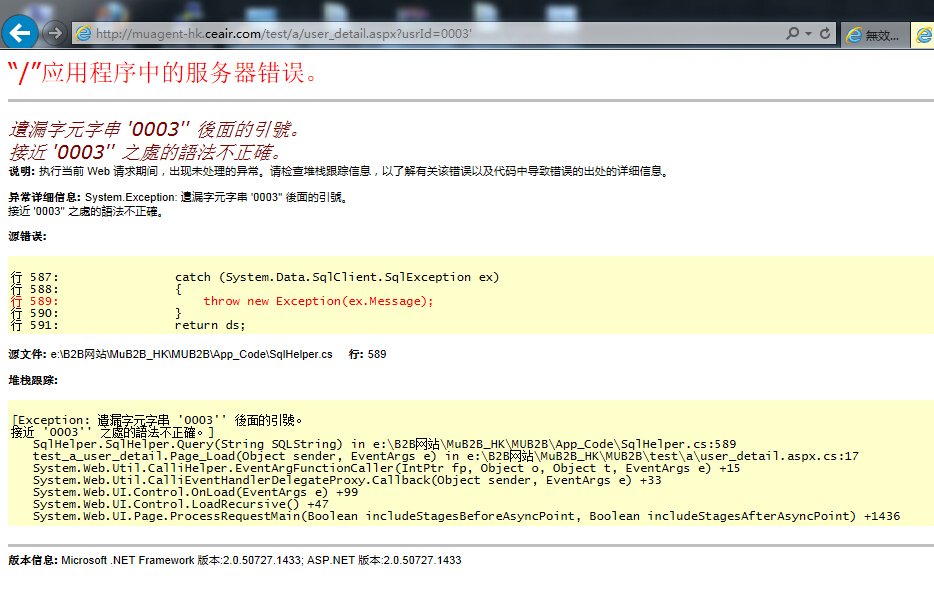 http://muagent-hk.ceair.com/test/a/user_detail.aspx?usrId=0003'
無效...
“/”应用程序中的服务器错误。
遺漏字元字串 '0003'' 後面的引號。
接近 '0003'' 之處的語法不正確。
说明: 执行当前 Web 请求期间，出现未处理的异常。请检查堆栈跟踪信息，以了解有关该错误以及代码中导致错误的出处的详细信息。
异常详细信息: System.Exception: 遺漏字元字串 '0003'' 後面的引號。
接近 '0003'' 之處的語法不正確。
源错误:
行 587: catch (System.Data.SqlClient.SqlException ex)
行 588: {
行 589: throw new Exception(ex.Message);
行 590: }
行 591: return ds;
源文件: e:\B2B网站\MuB2B_HK\MUB2B\App_Code\SqlHelper.cs 行: 589
堆栈跟踪:
[Exception: 遺漏字元字串 '0003'' 後面的引號。
接近 '0003'' 之處的語法不正確。]
SqlHelper.SqlHelper.Query(String SQLString) in e:\B2B网站\MuB2B_HK\MUB2B\App_Code\SqlHelper.cs:589
test_a_user_detail.Page_Load(Object sender, EventArgs e) in e:\B2B网站\MuB2B_HK\MUB2B\test\a\user_detail.aspx.cs:17
System.Web.Util.CalliHelper.EventArgFunctionCaller(IntPtr fp, Object o, Object t, EventArgs e) +15
System.Web.Util.CalliEventHandlerDelegateProxy.Callback(Object sender, EventArgs e) +33
System.Web.UI.Control.OnLoad(EventArgs e) +99
System.Web.UI.Control.LoadRecursive() +47
System.Web.UI.Page.ProcessRequestMain(Boolean includeStagesBeforeAsyncPoint, Boolean includeStagesAfterAsyncPoint) +1436
版本信息: Microsoft .NET Framework 版本:2.0.50727.1433; ASP.NET 版本:2.0.50727.1433